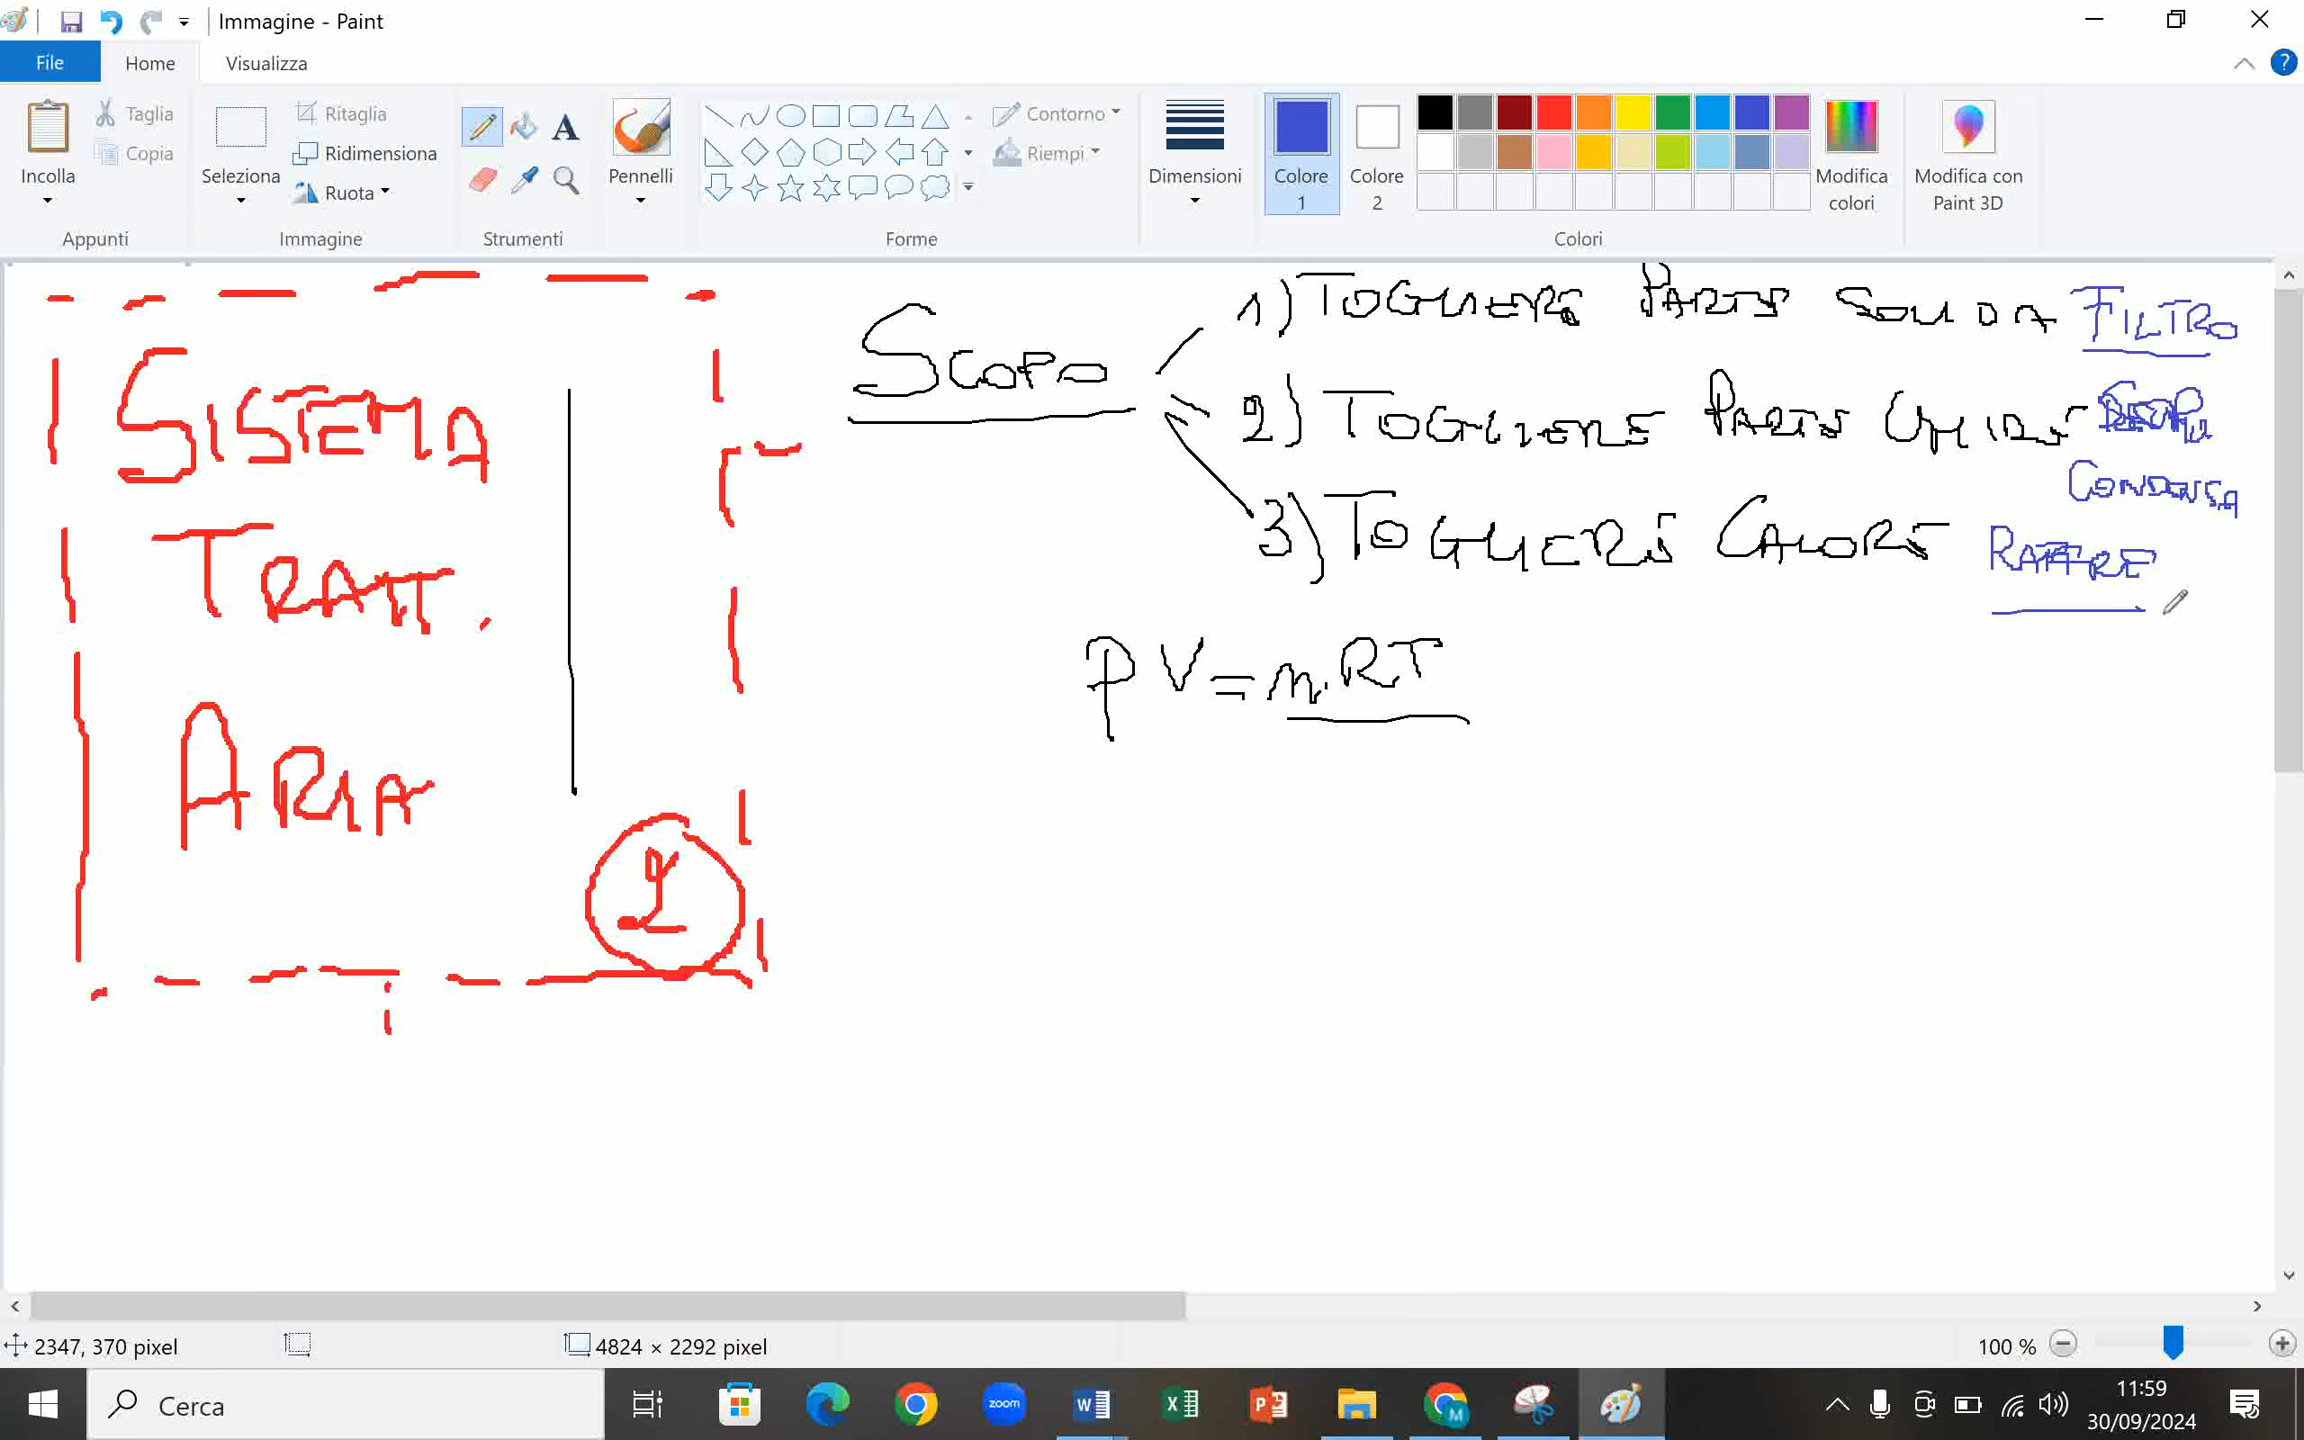 Immagine - Paint
File
Home
Visualizza
Incolla
Taglia
Copia
Appunti
Seleziona
Ritaglia
Ridimensiona
Ruota
Immagine
Strumenti
Pennelli
Forme
Contorno
Riempi
Dimensioni
Colore 1
Colore 2
Colori
Modifica colori
Modifica con Paint 3D
SISTEMA
TRATT.
ARIA
2
SCOPO
1) TOGLIERE PARTE SOLIDA FILTRO
2) TOGLIERE PARTE
CONDENSA
3) TOGLIERE CALORE RAFFRE
PV=nRT
2347, 370 pixel
4824 × 2292 pixel
100 %
Cerca
zoom
11:59
30/09/2024